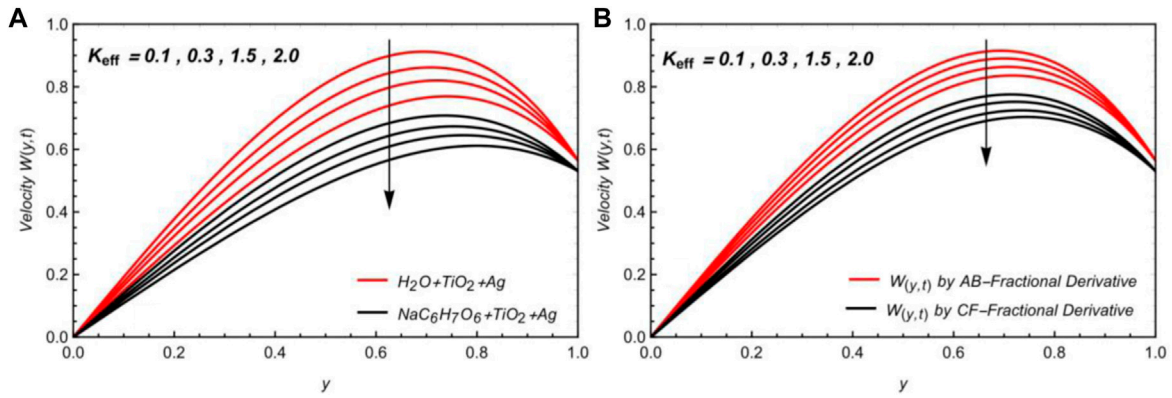 A
K_eff = 0.1 , 0.3 , 1.5 , 2.0
Velocity W(y,t)
1.0
0.8
0.6
0.4
0.2
0.0
0.0 0.2 0.4 0.6 0.8 1.0
y
H₂O+TiO₂+Ag
NaC₆H₇O₆+TiO₂+Ag
B
K_eff = 0.1 , 0.3 , 1.5 , 2.0
Velocity W(y,t)
1.0
0.8
0.6
0.4
0.2
0.0
0.0 0.2 0.4 0.6 0.8 1.0
y
W(y,t) by AB–Fractional Derivative
W(y,t) by CF–Fractional Derivative